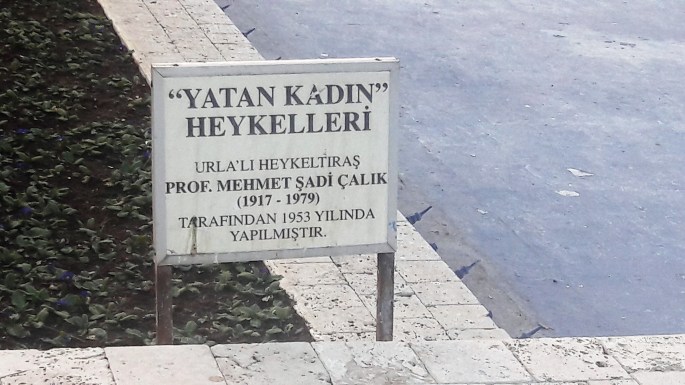 “YATAN KADIN”
HEYKELLERİ
URLA'LI HEYKELTIRAŞ
PROF. MEHMET ŞADİ ÇALIK
(1917 - 1979)
TARAFINDAN 1953 YILINDA
YAPILMIŞTIR.